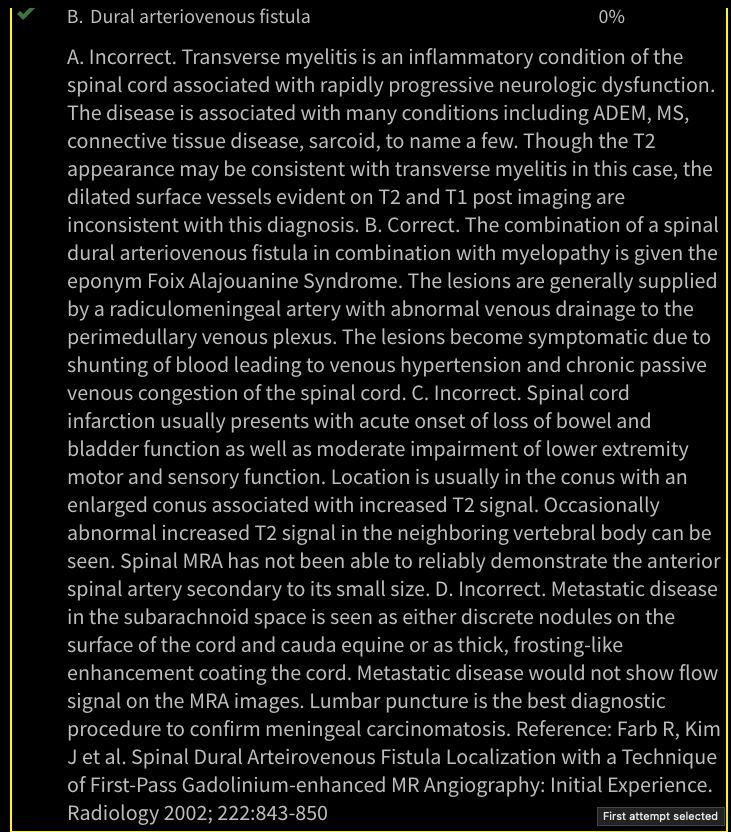 B. Dural arteriovenous fistula 0%
A. Incorrect. Transverse myelitis is an inflammatory condition of the
spinal cord associated with rapidly progressive neurologic dysfunction.
The disease is associated with many conditions including ADEM, MS,
connective tissue disease, sarcoid, to name a few. Though the T2
appearance may be consistent with transverse myelitis in this case, the
dilated surface vessels evident on T2 and T1 post imaging are
inconsistent with this diagnosis. B. Correct. The combination of a spinal
dural arteriovenous fistula in combination with myelopathy is given the
eponym Foix Alajouanine Syndrome. The lesions are generally supplied
by a radiculomeningeal artery with abnormal venous drainage to the
perimedullary venous plexus. The lesions become symptomatic due to
shunting of blood leading to venous hypertension and chronic passive
venous congestion of the spinal cord. C. Incorrect. Spinal cord
infarction usually presents with acute onset of loss of bowel and
bladder function as well as moderate impairment of lower extremity
motor and sensory function. Location is usually in the conus with an
enlarged conus associated with increased T2 signal. Occasionally
abnormal increased T2 signal in the neighboring vertebral body can be
seen. Spinal MRA has not been able to reliably demonstrate the anterior
spinal artery secondary to its small size. D. Incorrect. Metastatic disease
in the subarachnoid space is seen as either discrete nodules on the
surface of the cord and cauda equine or as thick, frosting-like
enhancement coating the cord. Metastatic disease would not show flow
signal on the MRA images. Lumbar puncture is the best diagnostic
procedure to confirm meningeal carcinomatosis. Reference: Farb R, Kim
J et al. Spinal Dural Arteirovenous Fistula Localization with a Technique
of First-Pass Gadolinium-enhanced MR Angiography: Initial Experience.
Radiology 2002; 222:843-850
First attempt selected